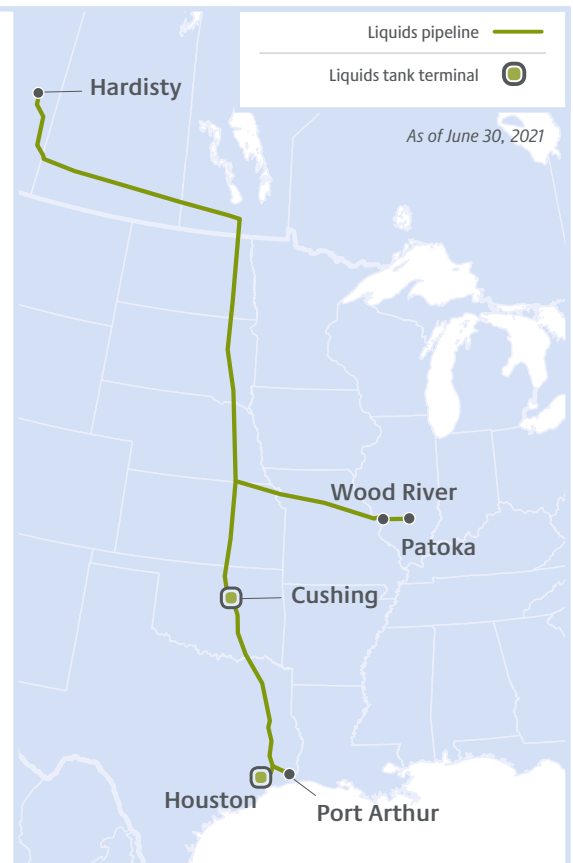 Liquids pipeline
Liquids tank terminal
As of June 30, 2021
Hardisty
Wood River
Patoka
Cushing
Houston
Port Arthur